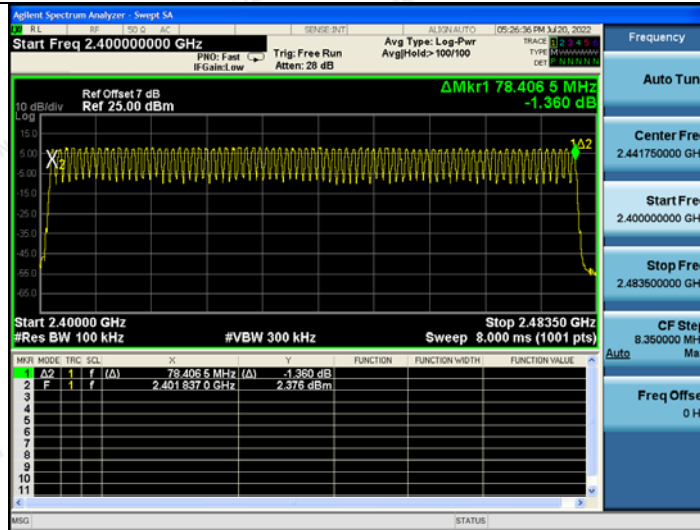 Agilent Spectrum Analyzer - Swept SA
RL RF 50 Ω AC SENSE:INT ALIGNAUTO 05:26:36 PM Jul 20, 2022
Start Freq 2.400000000 GHz
PNO: Fast
IFGain:Low
Trig: Free Run
Atten: 28 dB
Avg Type: Log-Pwr
Avg|Hold:> 100/100
TRACE 1 2 3 4 5 6
TYPE M
DET P N N N N N
ΔMkr1 78.406 5 MHz
-1.360 dB
Ref Offset 7 dB
10 dB/div Ref 25.00 dBm
Log
15.0
5.00
-5.00
-15.0
-25.0
-35.0
-45.0
-55.0
-65.0
X2
1Δ2
Start 2.40000 GHz Stop 2.48350 GHz
#Res BW 100 kHz #VBW 300 kHz Sweep 8.000 ms (1001 pts)
MKR MODE TRC SCL X Y FUNCTION FUNCTION WIDTH FUNCTION VALUE
1 Δ2 1 f (Δ) 78.406 5 MHz (Δ) -1.360 dB
2 F 1 f 2.401 837 0 GHz 2.376 dBm
3
4
5
6
7
8
9
10
11
MSG STATUS
Frequency
Auto Tun
Center Fre
2.441750000 GH
Start Fre
2.400000000 GH
Stop Fre
2.483500000 GH
CF Step
8.350000 MH
Auto Ma
Freq Offse
0 H